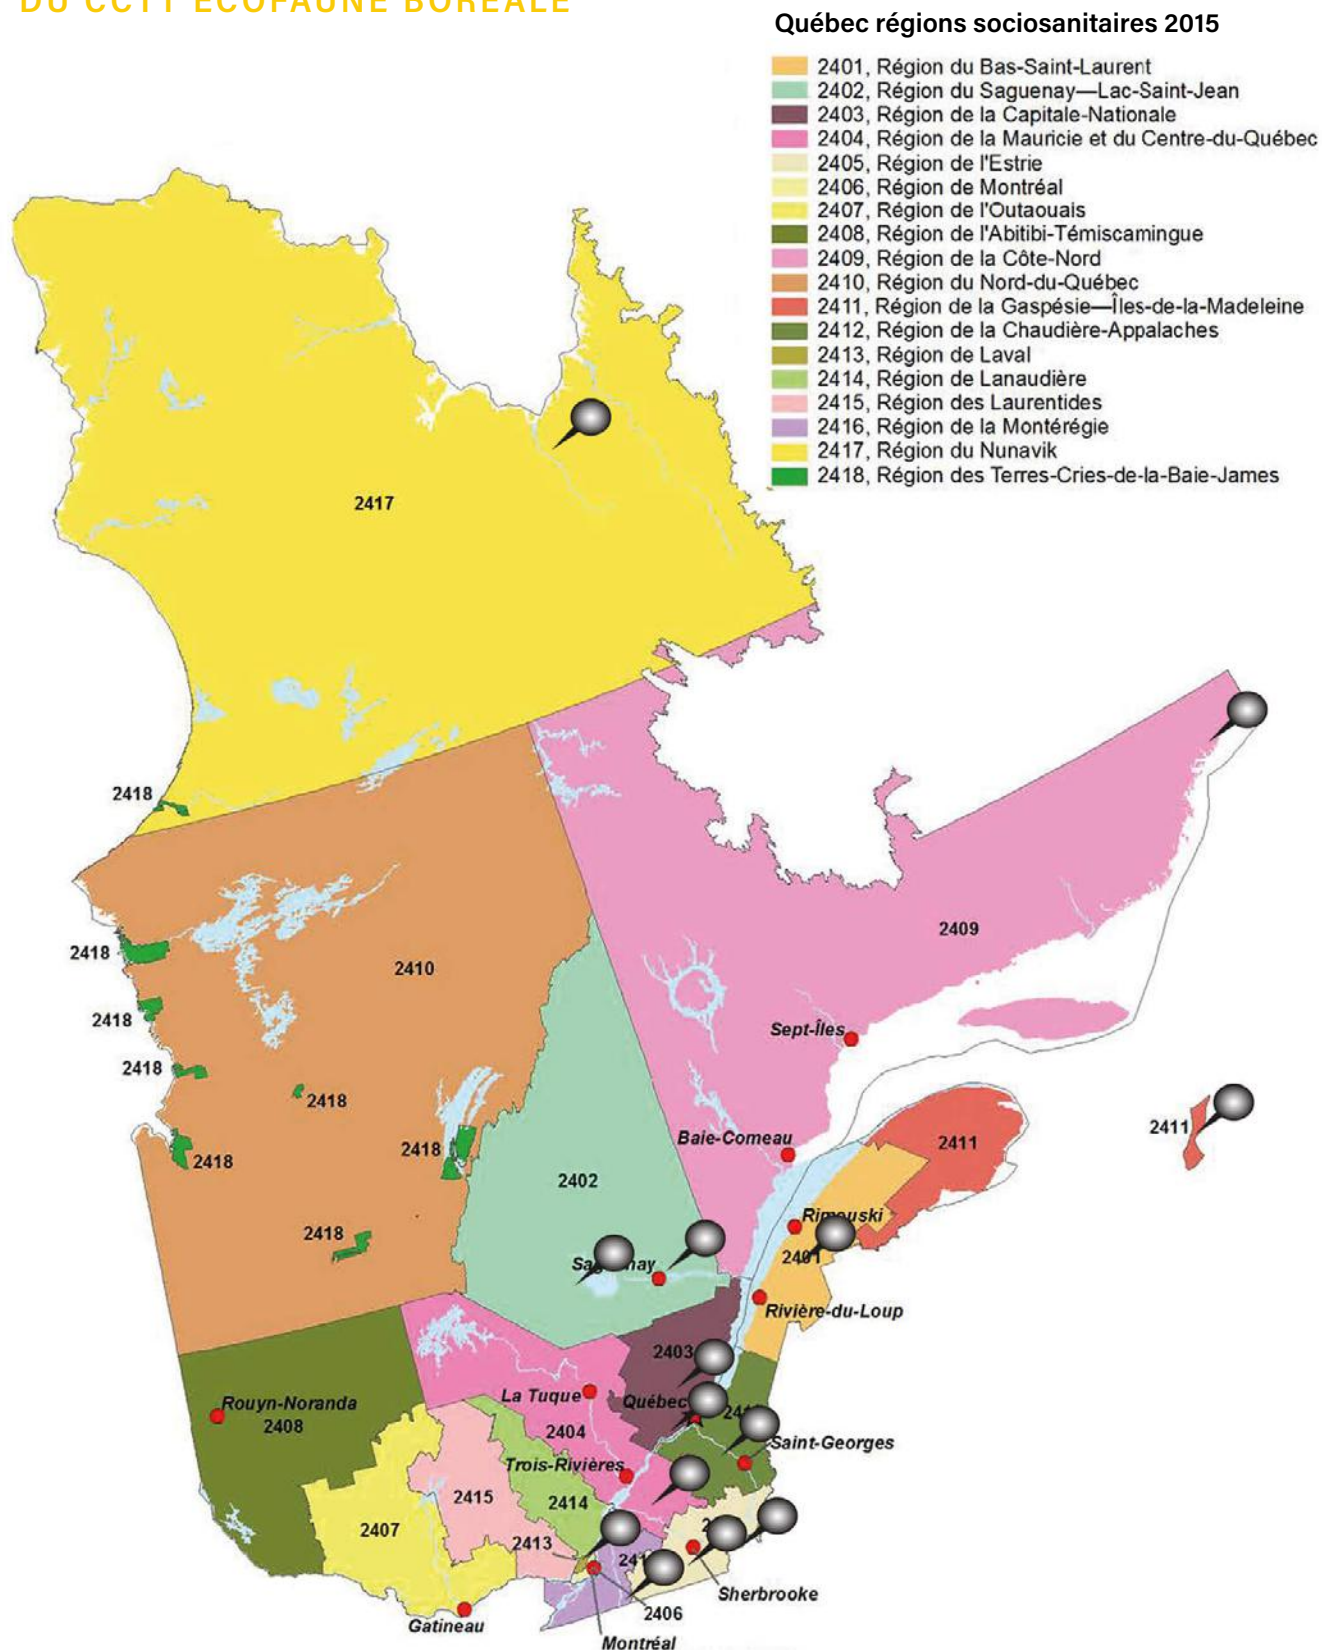 DU CCTT ÉCOFAUNE BORÉALE
Québec régions sociosanitaires 2015
2401, Région du Bas-Saint-Laurent
2402, Région du Saguenay—Lac-Saint-Jean
2403, Région de la Capitale-Nationale
2404, Région de la Mauricie et du Centre-du-Québec
2405, Région de l'Estrie
2406, Région de Montréal
2407, Région de l'Outaouais
2408, Région de l'Abitibi-Témiscamingue
2409, Région de la Côte-Nord
2410, Région du Nord-du-Québec
2411, Région de la Gaspésie—Îles-de-la-Madeleine
2412, Région de la Chaudière-Appalaches
2413, Région de Laval
2414, Région de Lanaudière
2415, Région des Laurentides
2416, Région de la Montérégie
2417, Région du Nunavik
2418, Région des Terres-Cries-de-la-Baie-James
2417
2418
2409
2418
2410
2418
Sept-Îles
2418
2418
2411
Baie-Comeau
2411
2418
2418
2402
Rimouski
2418
2401
Rivière-du-Loup
2403
La Tuque
Québec
Rouyn-Noranda
2408
2404
Saint-Georges
Trois-Rivières
2415
2414
2407
2413
Sherbrooke
2406
Gatineau
Montréal